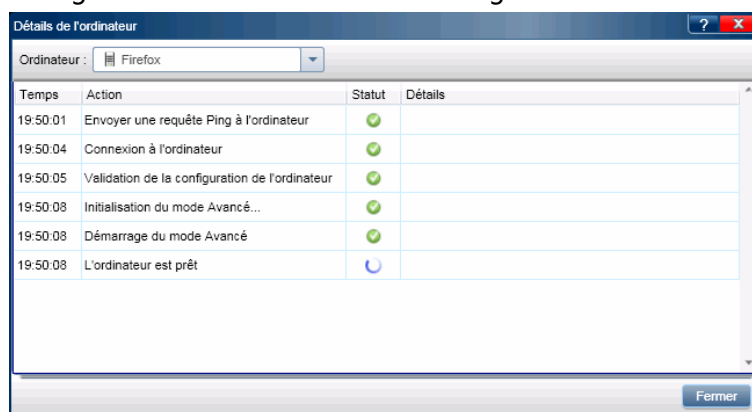 Détails de l'ordinateur
?
X
Ordinateur : Firefox
Temps Action Statut Détails
19:50:01 Envoyer une requête Ping à l'ordinateur
19:50:04 Connexion à l'ordinateur
19:50:05 Validation de la configuration de l'ordinateur
19:50:08 Initialisation du mode Avancé...
19:50:08 Démarrage du mode Avancé
19:50:08 L'ordinateur est prêt
Fermer